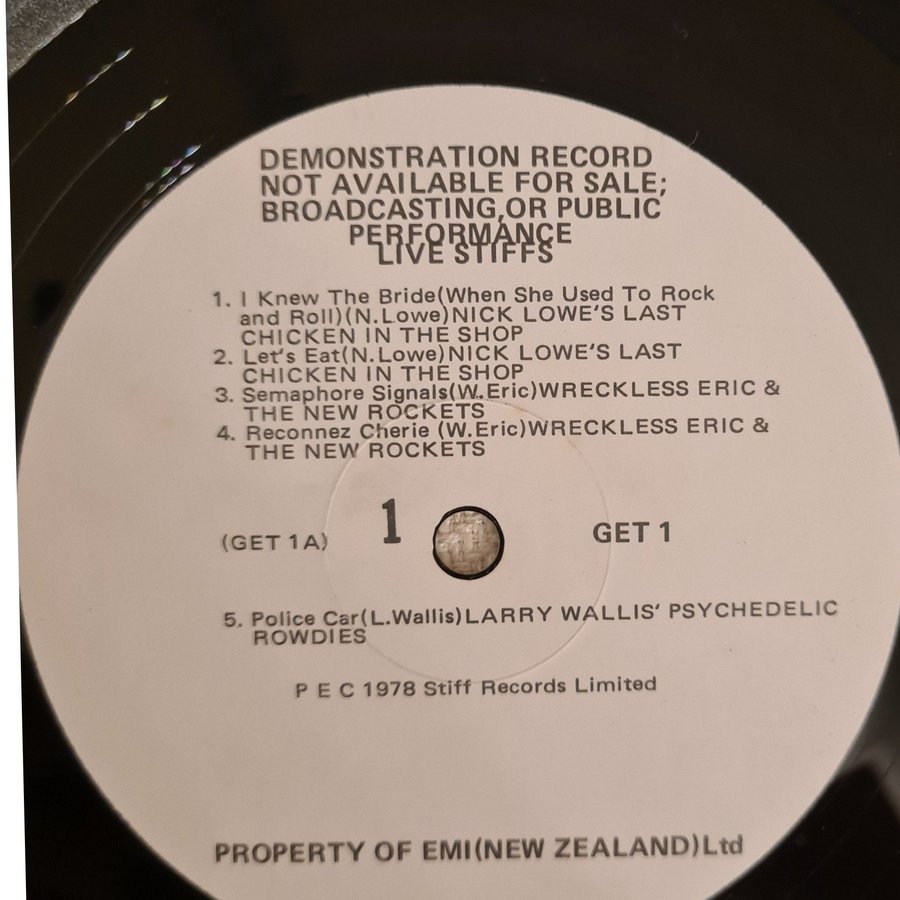 DEMONSTRATION RECORD
NOT AVAILABLE FOR SALE;
BROADCASTING,OR PUBLIC
PERFORMANCE
LIVE STIFFS
1. I Knew The Bride(When She Used To Rock
and Roll)(N.Lowe)NICK LOWE'S LAST
CHICKEN IN THE SHOP
2. Let's Eat(N.Lowe)NICK LOWE'S LAST
CHICKEN IN THE SHOP
3. Semaphore Signals(W.Eric)WRECKLESS ERIC &
THE NEW ROCKETS
4. Reconnez Cherie (W.Eric)WRECKLESS ERIC &
THE NEW ROCKETS
(GET 1A) 1 GET 1
5. Police Car(L.Wallis)LARRY WALLIS' PSYCHEDELIC
ROWDIES
P E C 1978 Stiff Records Limited
PROPERTY OF EMI(NEW ZEALAND)Ltd